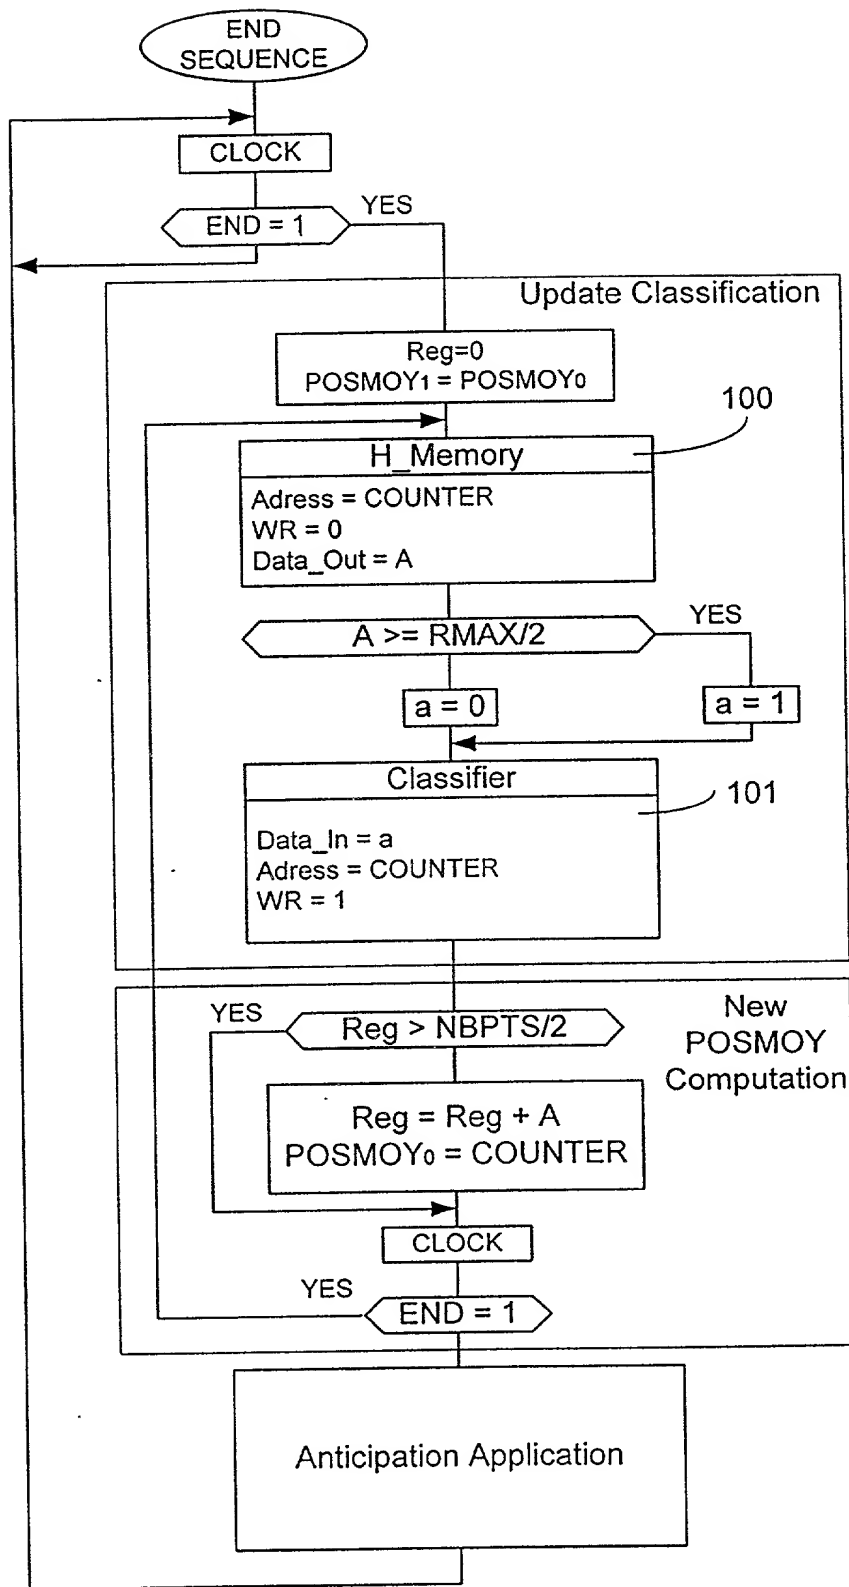 END
SEQUENCE
CLOCK
END = 1
YES
Update Classification
Reg=0
POSMOY1 = POSMOY0
100
H_Memory
Adress = COUNTER
WR = 0
Data_Out = A
A >= RMAX/2
YES
a = 0
a = 1
Classifier
101
Data_In = a
Adress = COUNTER
WR = 1
New
POSMOY
Computation
YES
Reg > NBPTS/2
Reg = Reg + A
POSMOY0 = COUNTER
CLOCK
YES
END = 1
Anticipation Application